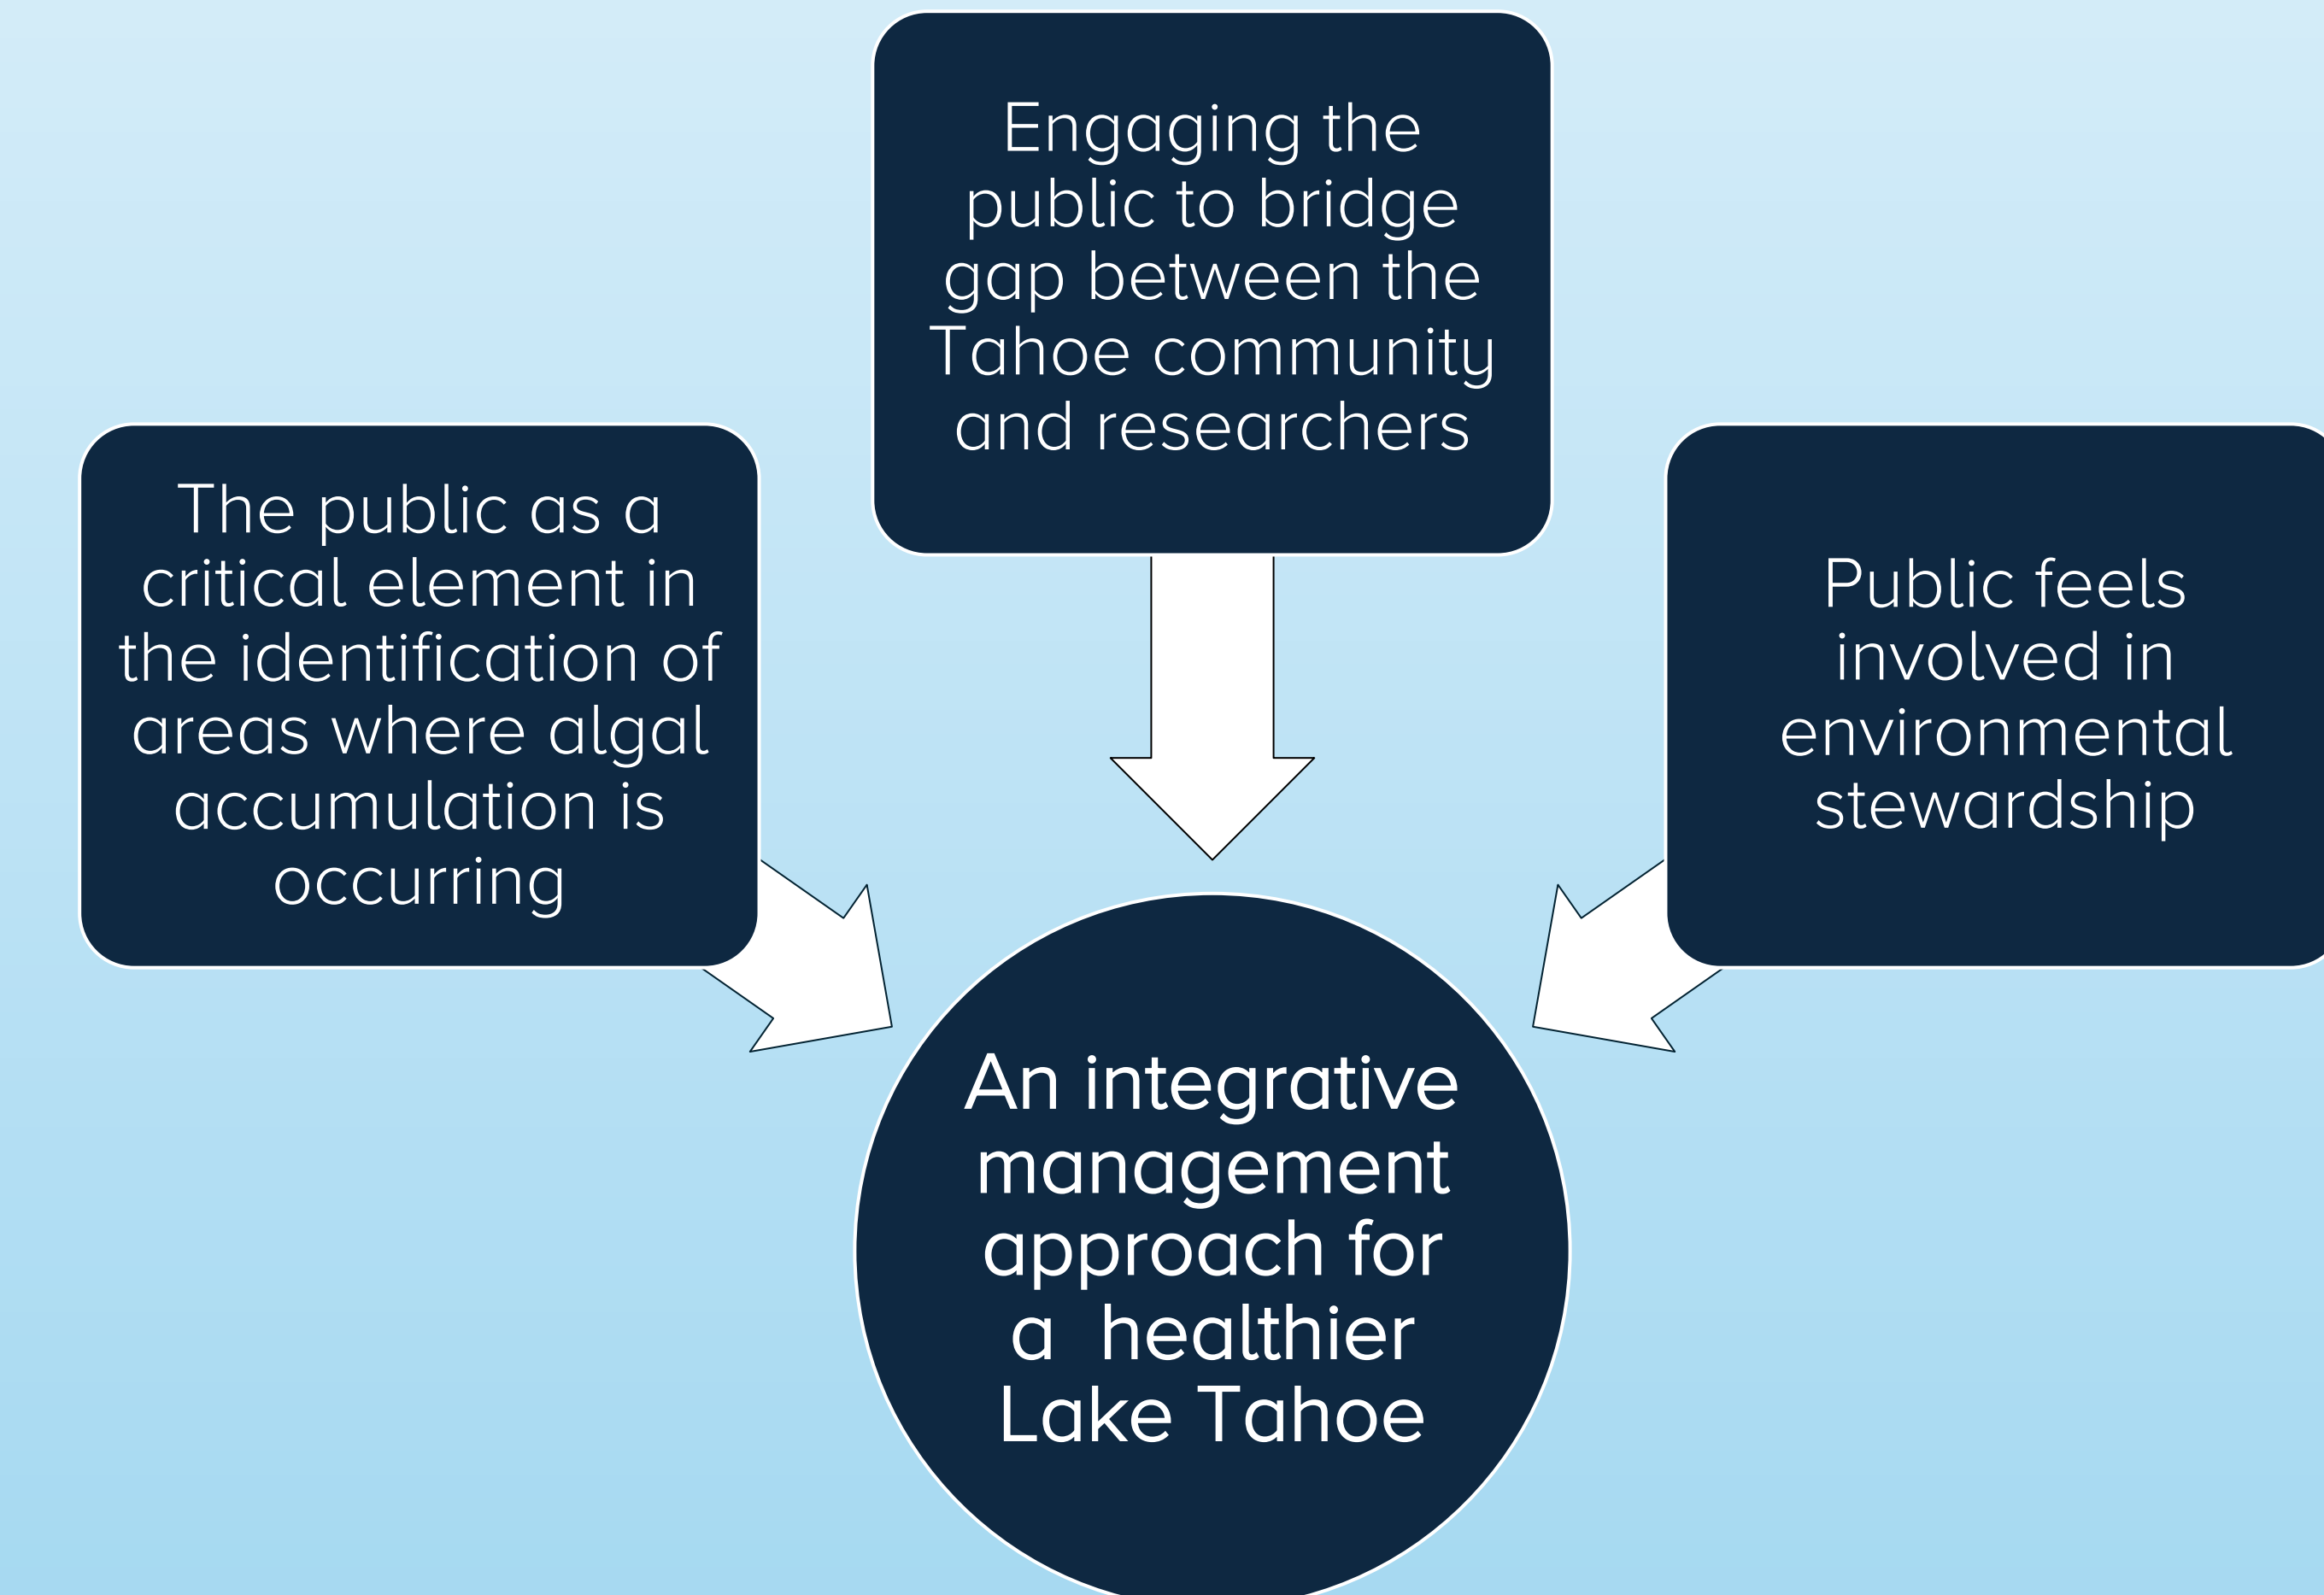 Engaging the
public to bridge
gap between the
Tahoe community
and researchers
The public as a
critical element in
the identification of
areas where algal
accumulation is
occurring
Public feels
involved in
environmental
stewardship
An integrative
management
approach for
a  healthier
Lake Tahoe